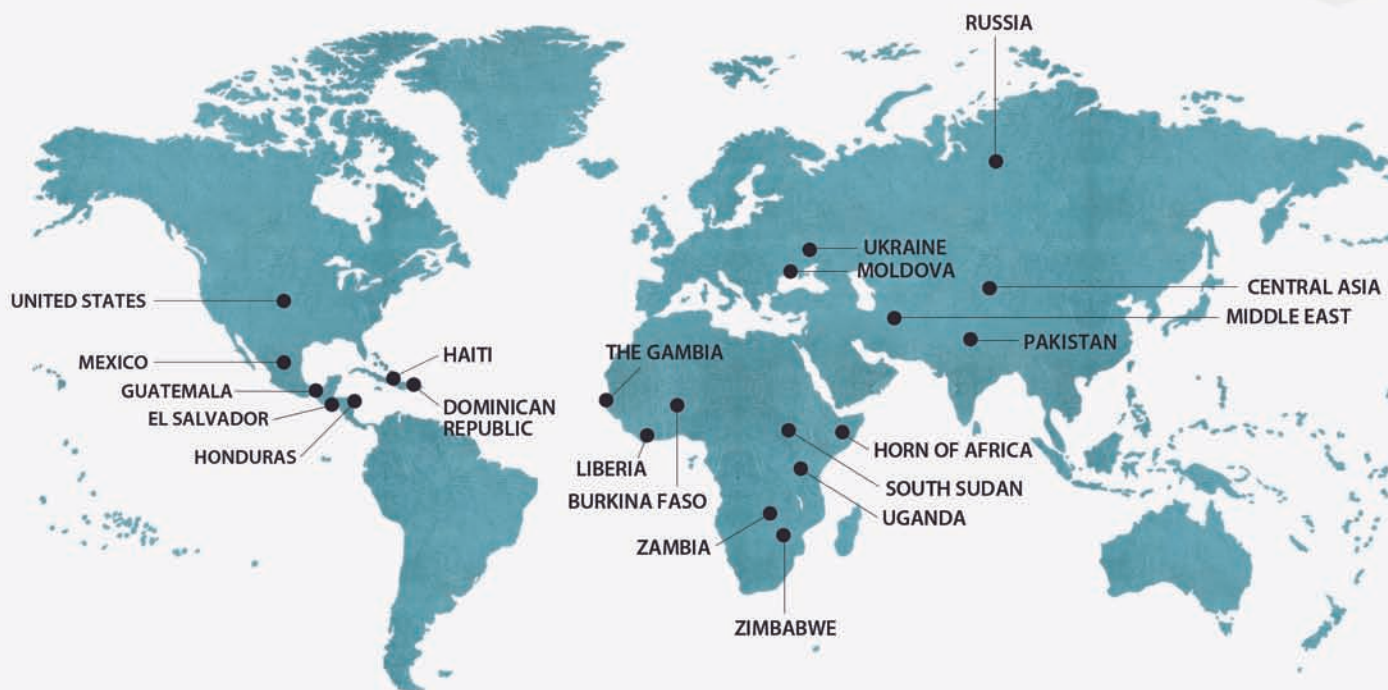 RUSSIA
UKRAINE
MOLDOVA
UNITED STATES
CENTRAL ASIA
MIDDLE EAST
PAKISTAN
MEXICO
HAITI
THE GAMBIA
GUATEMALA
EL SALVADOR
DOMINICAN
REPUBLIC
HONDURAS
HORN OF AFRICA
LIBERIA
SOUTH SUDAN
BURKINA FASO
UGANDA
ZAMBIA
ZIMBABWE